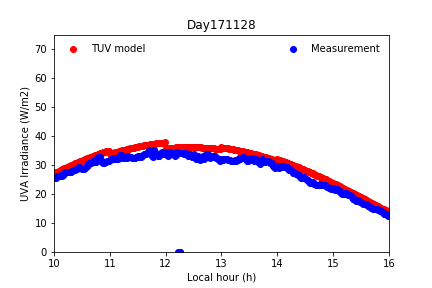 Day171128
TUV model
Measurement
UVA Irradiance (W/m2)
70
60
50
40
30
20
10
0
10 11 12 13 14 15 16
Local hour (h)